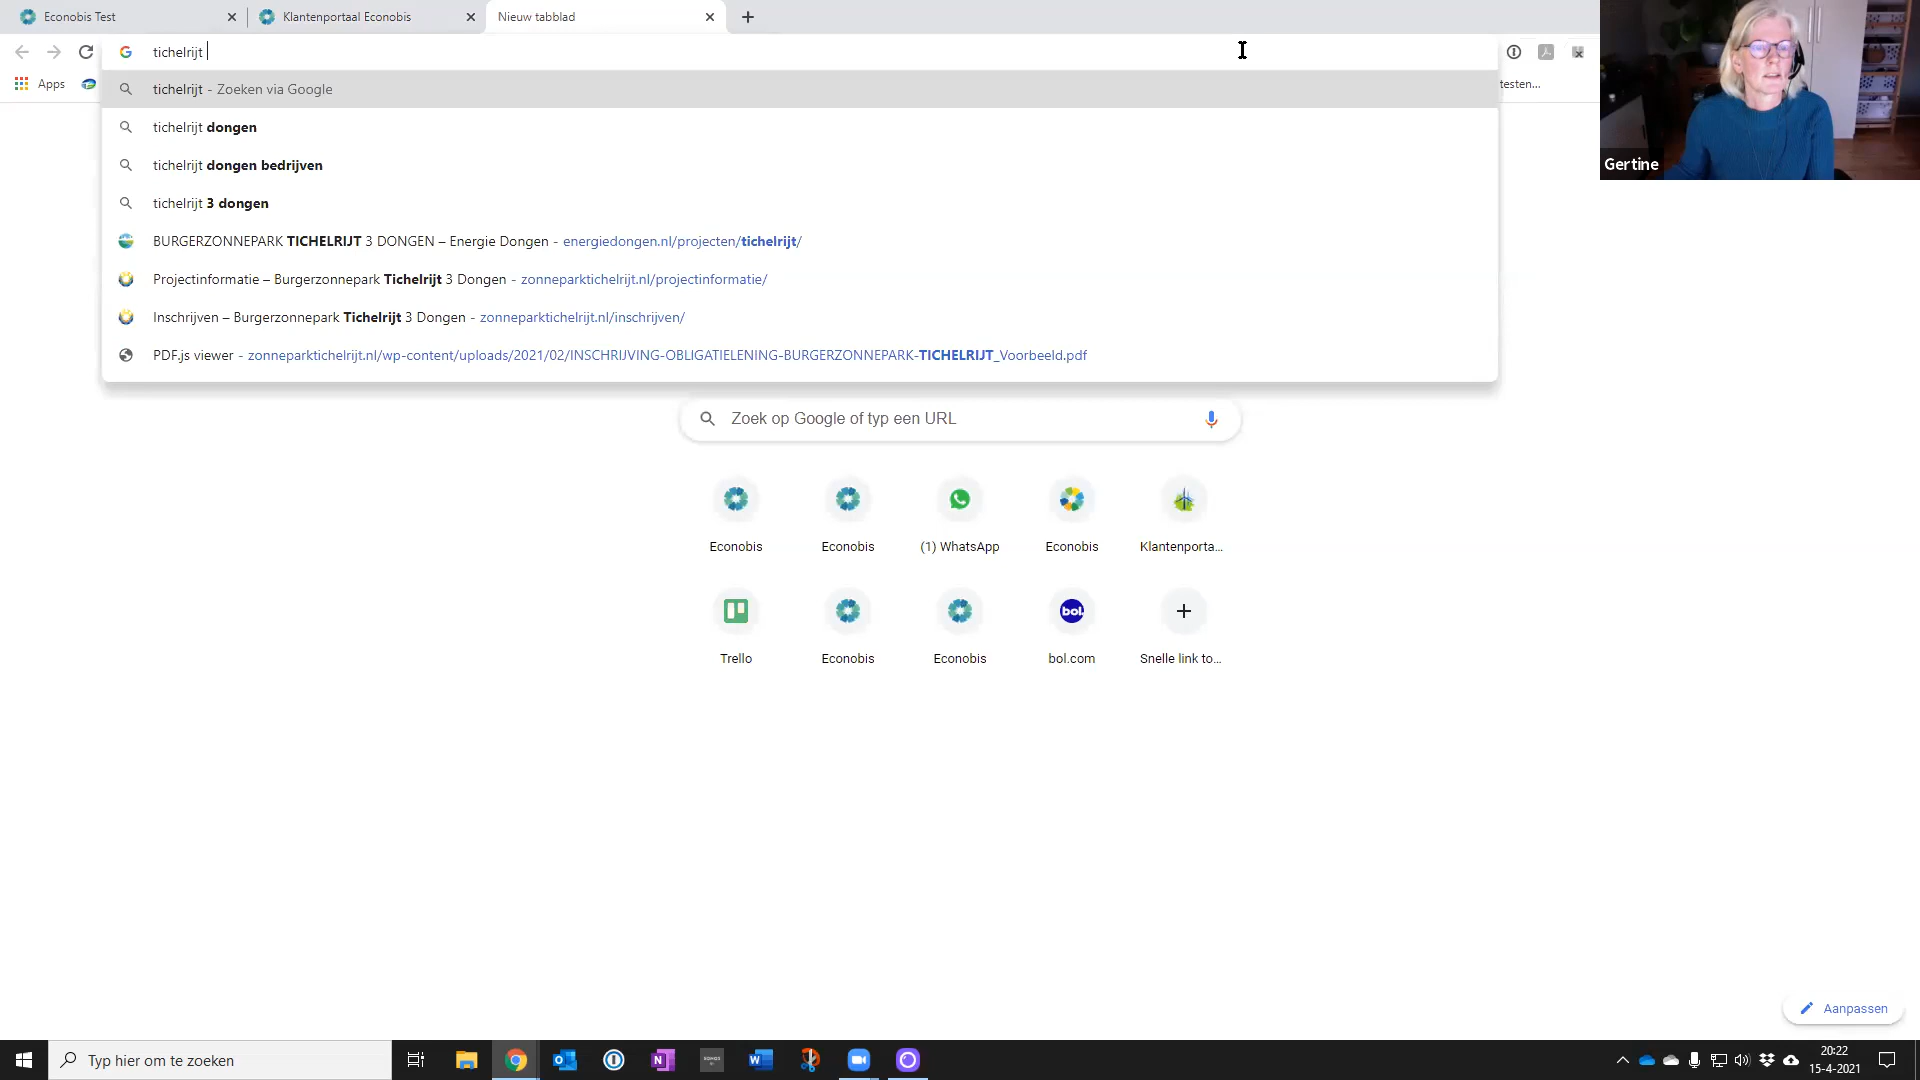 Econobis Test
Klantenportaal Econobis
Nieuw tabblad
tichelrijt
Apps
testen...
tichelrijt - Zoeken via Google
tichelrijt dongen
tichelrijt dongen bedrijven
tichelrijt 3 dongen
BURGERZONNEPARK TICHELRIJT 3 DONGEN – Energie Dongen - energiedongen.nl/projecten/tichelrijt/
Projectinformatie – Burgerzonnepark Tichelrijt 3 Dongen - zonneparktichelrijt.nl/projectinformatie/
Inschrijven – Burgerzonnepark Tichelrijt 3 Dongen - zonneparktichelrijt.nl/inschrijven/
PDF.js viewer - zonneparktichelrijt.nl/wp-content/uploads/2021/02/INSCHRIJVING-OBLIGATIELENING-BURGERZONNEPARK-TICHELRIJT_Voorbeeld.pdf
Gertine
Zoek op Google of typ een URL
Econobis
Econobis
(1) WhatsApp
Econobis
Klantenporta...
bol.
Trello
Econobis
Econobis
bol.com
Snelle link to...
Aanpassen
Typ hier om te zoeken
SONOS
20:22
15-4-2021